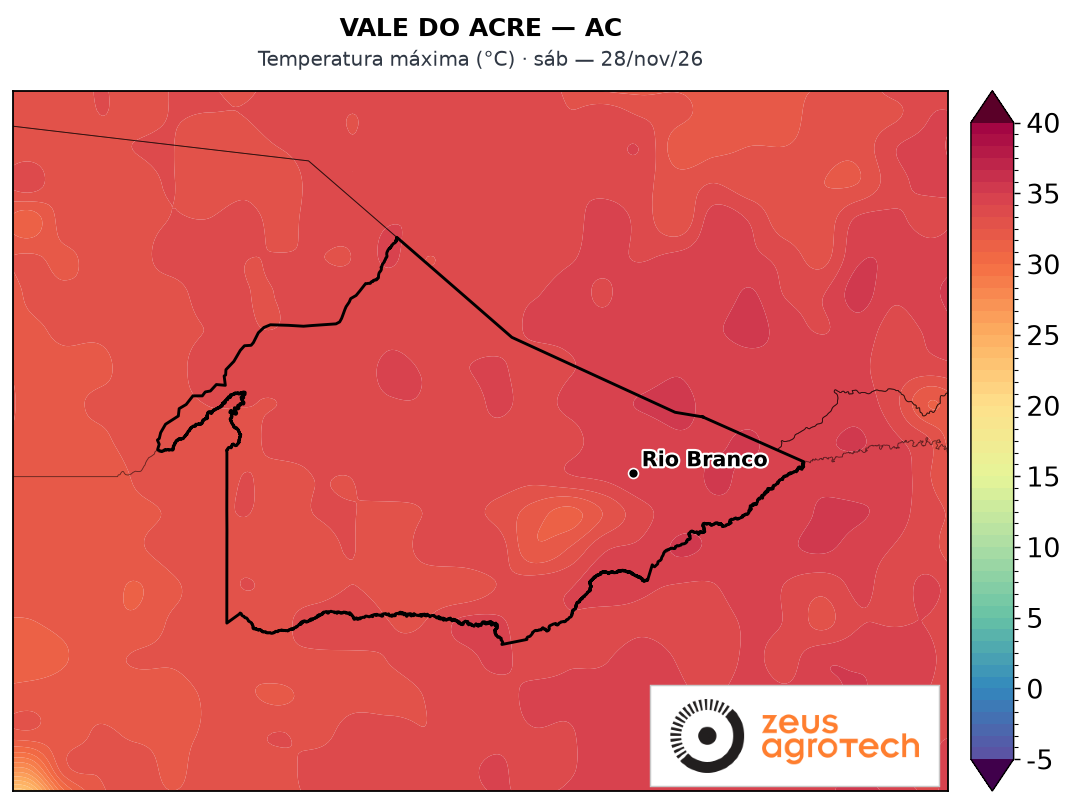 VALE DO ACRE — AC
Temperatura máxima (°C) · sáb — 28/nov/26
40
35
30
25
20
15
10
5
0
-5
Rio Branco
zeus
agrotech